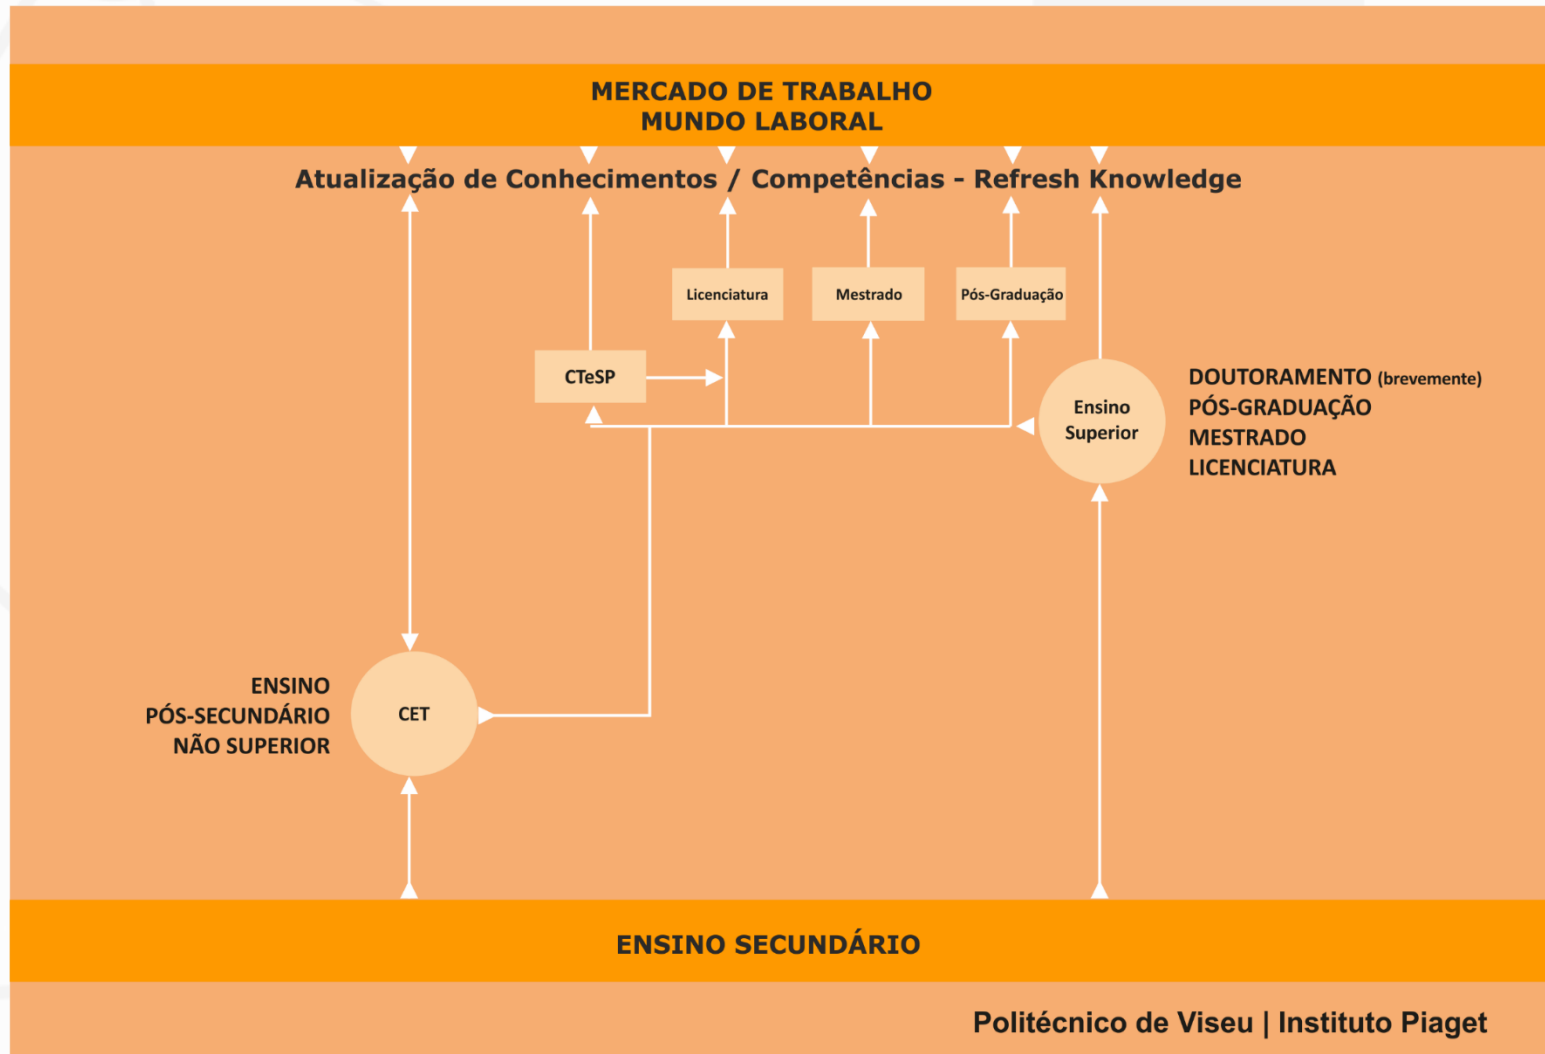 MERCADO DE TRABALHO
MUNDO LABORAL
Atualização de Conhecimentos / Competências - Refresh Knowledge
Licenciatura
Mestrado
Pós-Graduação
CTeSP
Ensino
Superior
DOUTORAMENTO (brevemente)
PÓS-GRADUAÇÃO
MESTRADO
LICENCIATURA
ENSINO
PÓS-SECUNDÁRIO
NÃO SUPERIOR
CET
ENSINO SECUNDÁRIO
Politécnico de Viseu | Instituto Piaget